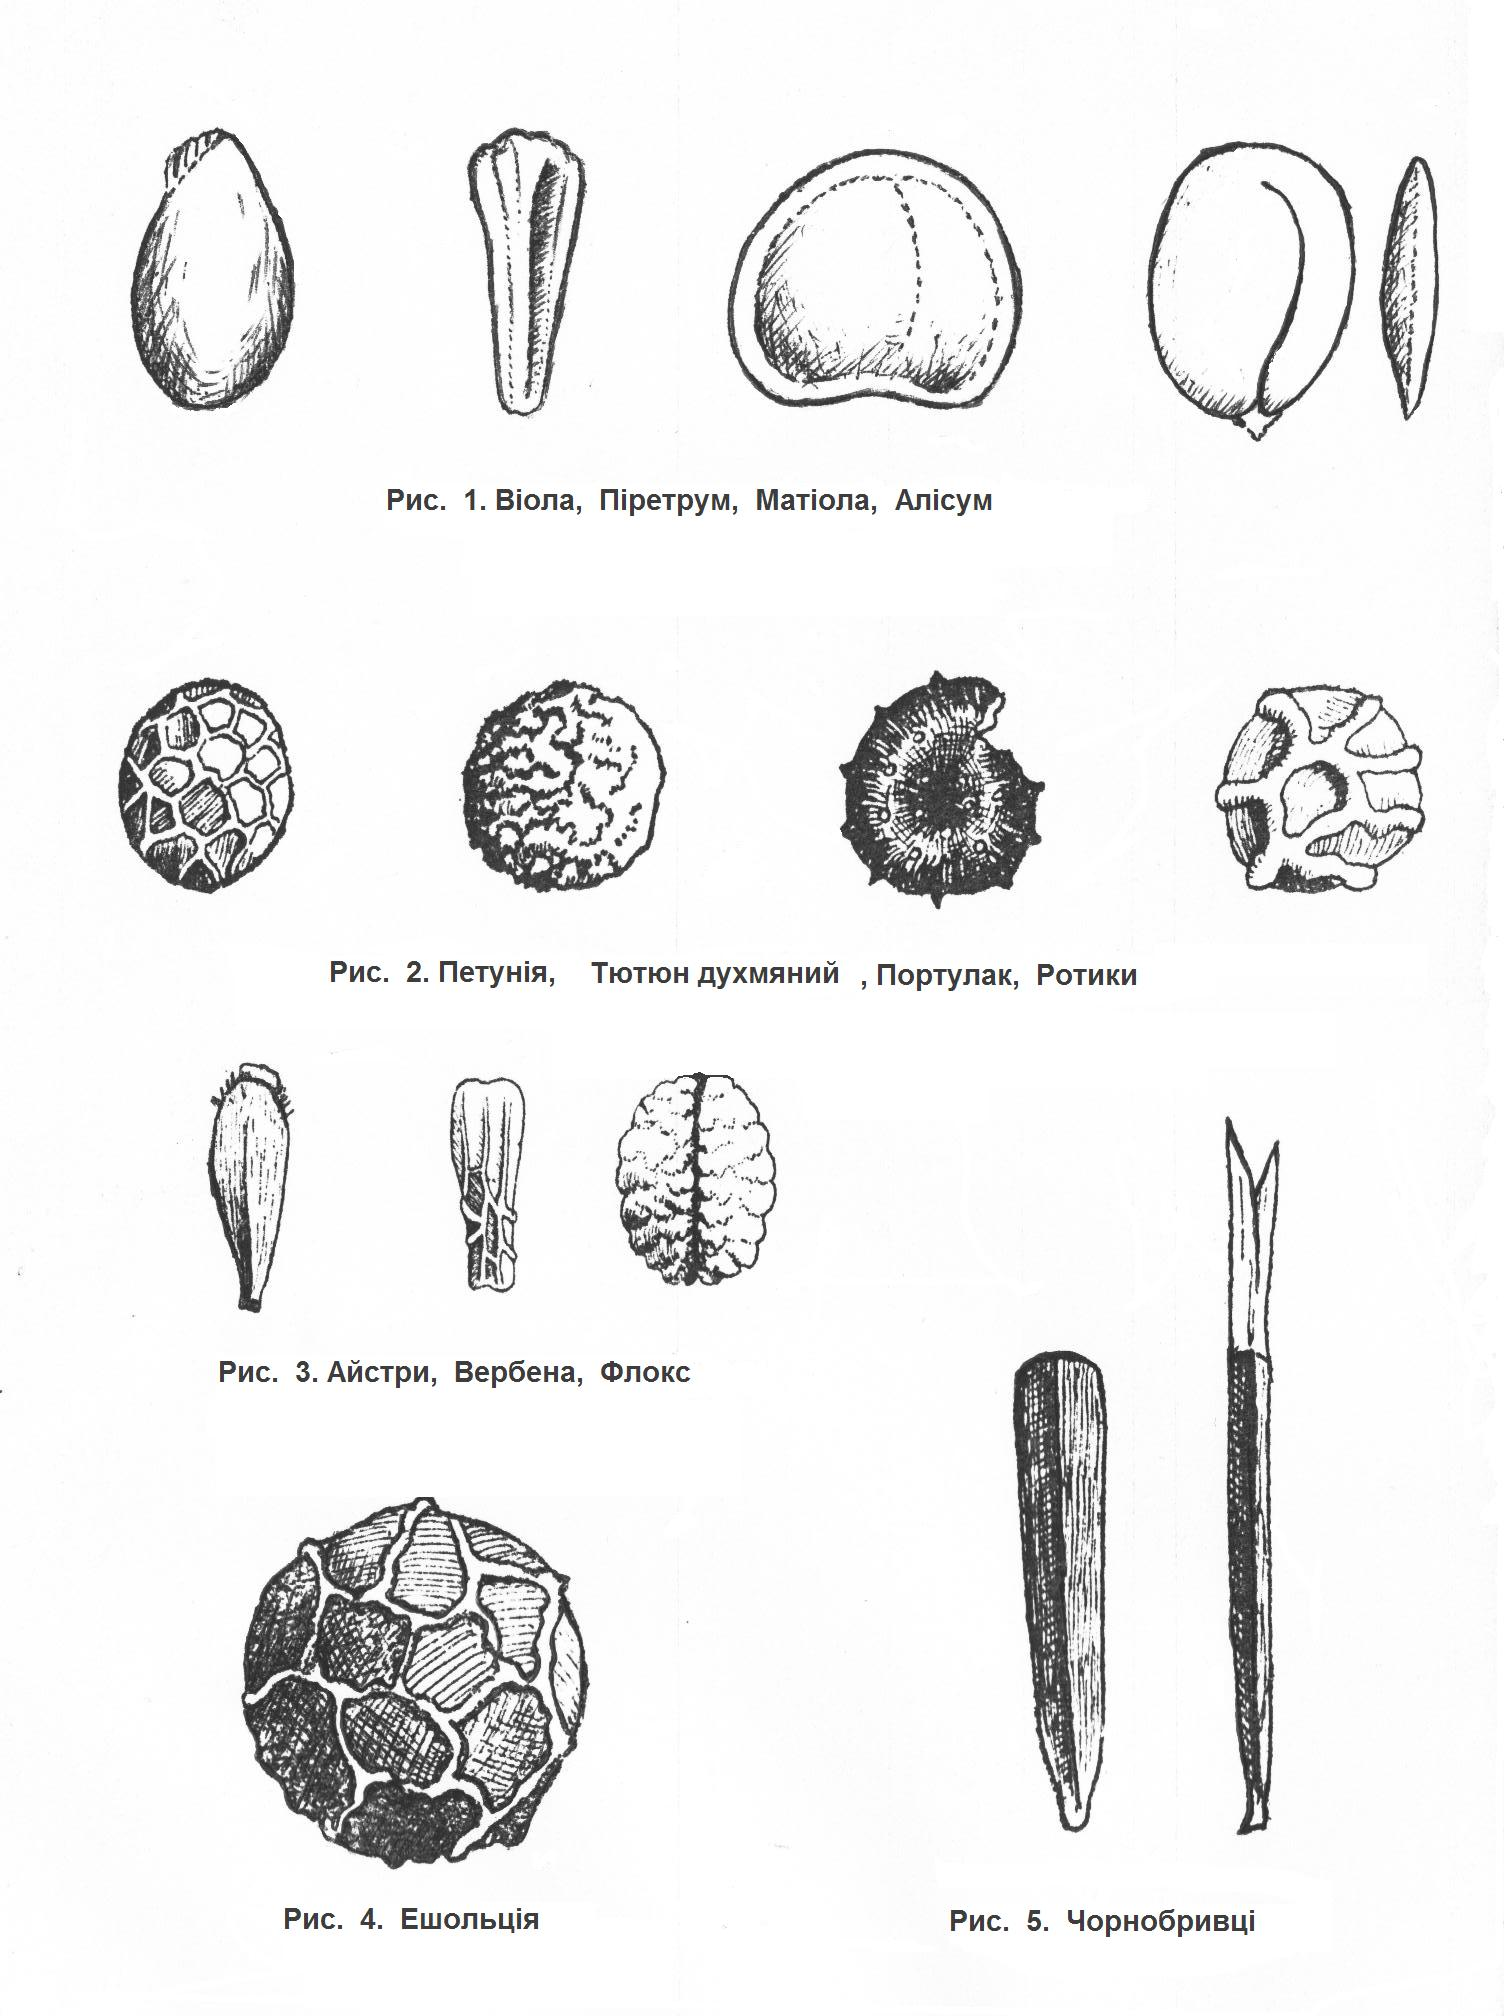 Рис. 1. Віола, Піретрум, Матіола, Алісум
Рис. 2. Петунія, Тютюн духмяний , Портулак, Ротики
Рис. 3. Айстри, Вербена, Флокс
Рис. 4. Ешольція
Рис. 5. Чорнобривці